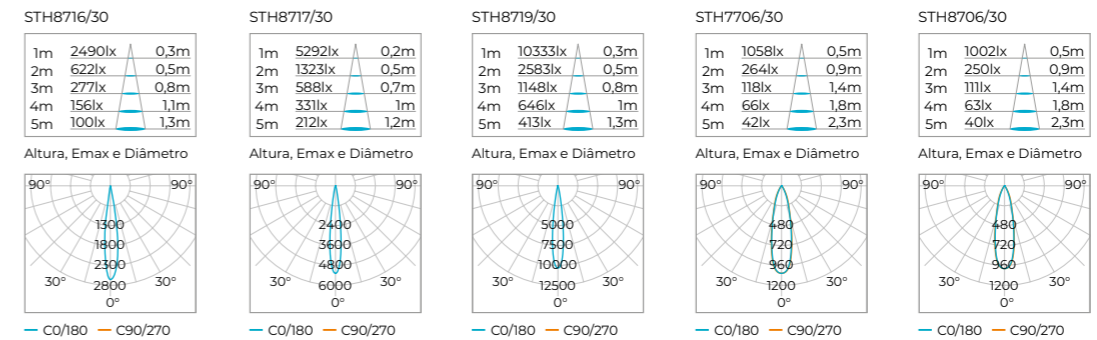 STH8716/30
1m 2490lx 0,3m
2m 622lx 0,5m
3m 277lx 0,8m
4m 156lx 1,1m
5m 100lx 1,3m
Altura, Emax e Diâmetro
90° 90°
1300
1800
2300
30° 2800 30°
0°
C0/180 C90/270
STH8717/30
1m 5292lx 0,2m
2m 1323lx 0,5m
3m 588lx 0,7m
4m 331lx 1m
5m 212lx 1,2m
Altura, Emax e Diâmetro
90° 90°
2400
3600
4800
30° 6000 30°
0°
C0/180 C90/270
STH8719/30
1m 10333lx 0,3m
2m 2583lx 0,5m
3m 1148lx 0,8m
4m 646lx 1m
5m 413lx 1,3m
Altura, Emax e Diâmetro
90° 90°
5000
7500
10000
30° 12500 30°
0°
C0/180 C90/270
STH7706/30
1m 1058lx 0,5m
2m 264lx 0,9m
3m 118lx 1,4m
4m 66lx 1,8m
5m 42lx 2,3m
Altura, Emax e Diâmetro
90° 90°
480
720
960
30° 1200 30°
0°
C0/180 C90/270
STH8706/30
1m 1002lx 0,5m
2m 250lx 0,9m
3m 111lx 1,4m
4m 63lx 1,8m
5m 40lx 2,3m
Altura, Emax e Diâmetro
90° 90°
480
720
960
30° 1200 30°
0°
C0/180 C90/270